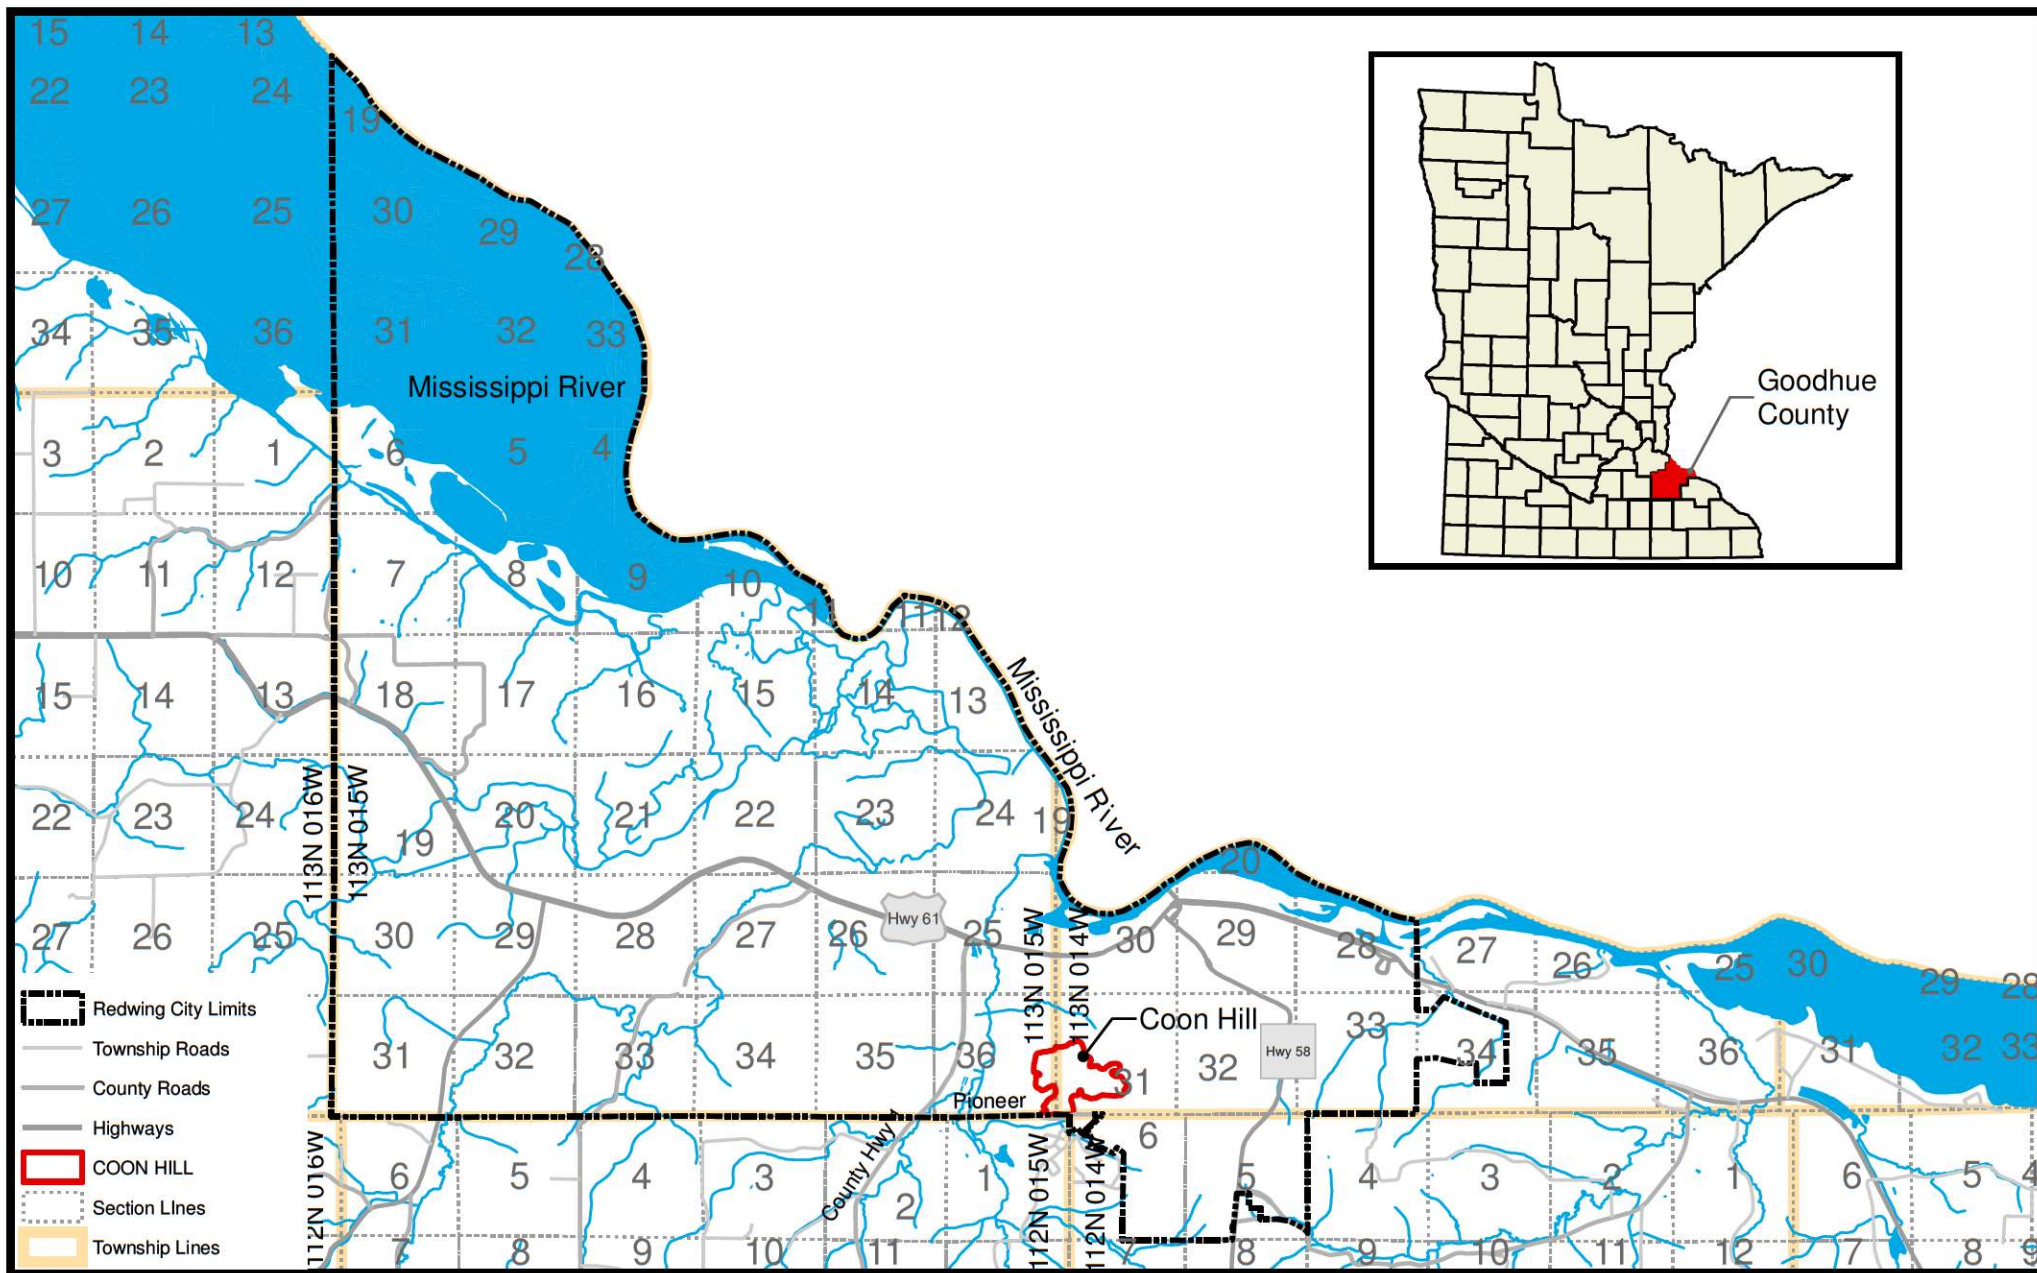 15 14 13
22 23 24 19
27 26 25 30 29 28
34 35 36 31 32 33
Mississippi River
Goodhue
County
3 2 1 6 5 4
10 11 12 7 8 9 10 11 11 12
15 14 13 18 17 16 15 14 13
Mississippi River
113N 016W
113N 015W
22 23 24 19 20 21 22 23 24 19 20
27 26 25 30 29 28 27 26 25 30 29 28 27 26 25 30 29 28
Hwy 61
113N 015W
113N 014W
Coon Hill
Hwy 58
31 32 33 34 35 36 31 32 33 34 35 36 31 32 33
Pioneer
County Hwy 1
112N 016W
112N 015W
112N 014W
6 5 4 3 2 1 6 5 4 3 2 1 6 5 4
7 8 9 10 11 7 8 9 10 11 12 7 8 9
Redwing City Limits
Township Roads
County Roads
Highways
COON HILL
Section LInes
Township Lines